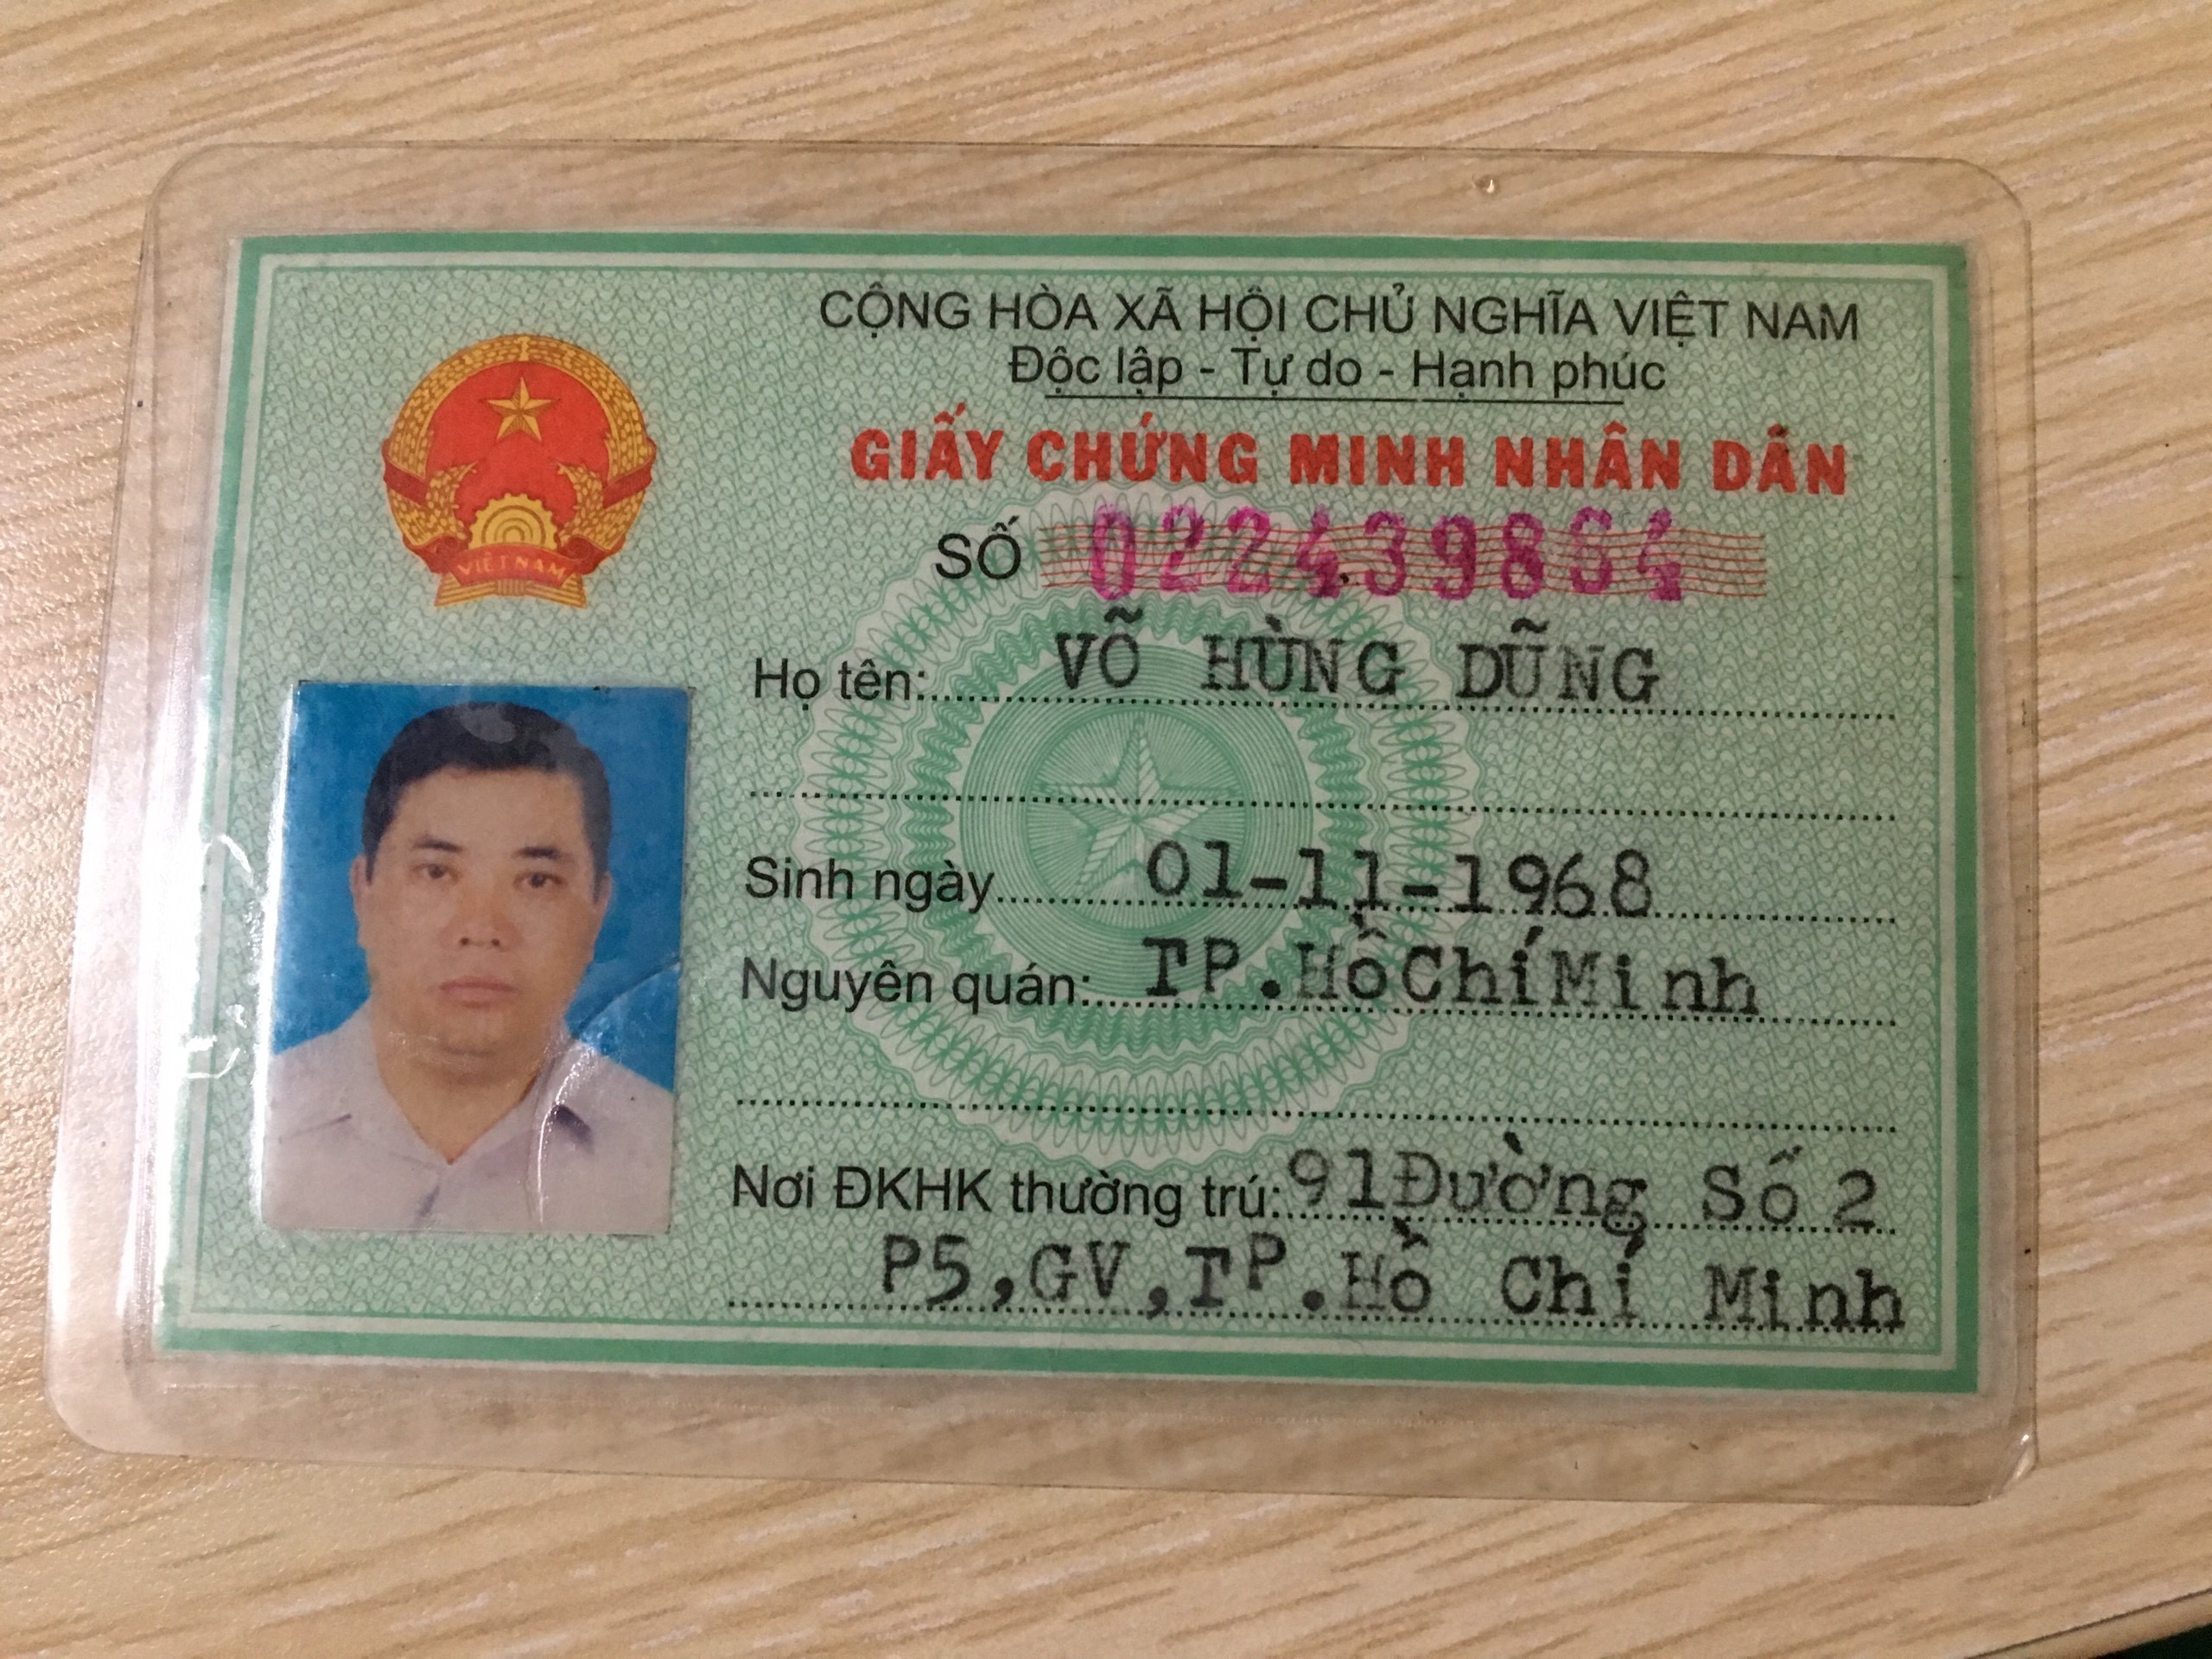 CỘNG HÒA XÃ HỘI CHỦ NGHĨA VIỆT NAM
Độc lập - Tự do - Hạnh phúc
GIẤY CHỨNG MINH NHÂN DÂN
VIỆT NAM
SỐ
Họ tên: VÕ HÙNG DŨNG
Sinh ngày 01-11-1968
Nguyên quán: TP.HồChíMinh
Nơi ĐKHK thường trú: 91Đường Số 2
P5,GV,TP.Hồ Chí Minh